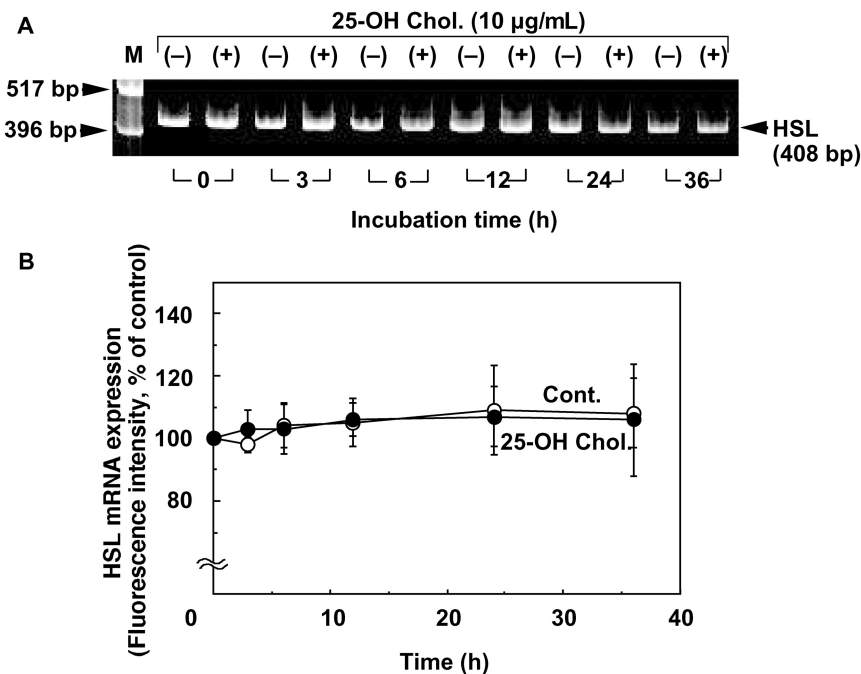 A
25-OH Chol. (10 µg/mL)
M (–) (+) (–) (+) (–) (+) (–) (+) (–) (+) (–) (+)
517 bp
396 bp
HSL
(408 bp)
0 3 6 12 24 36
Incubation time (h)
B
HSL mRNA expression
(Fluorescence intensity, % of control)
140
120
100
80
Cont.
25-OH Chol.
0 10 20 30 40
Time (h)